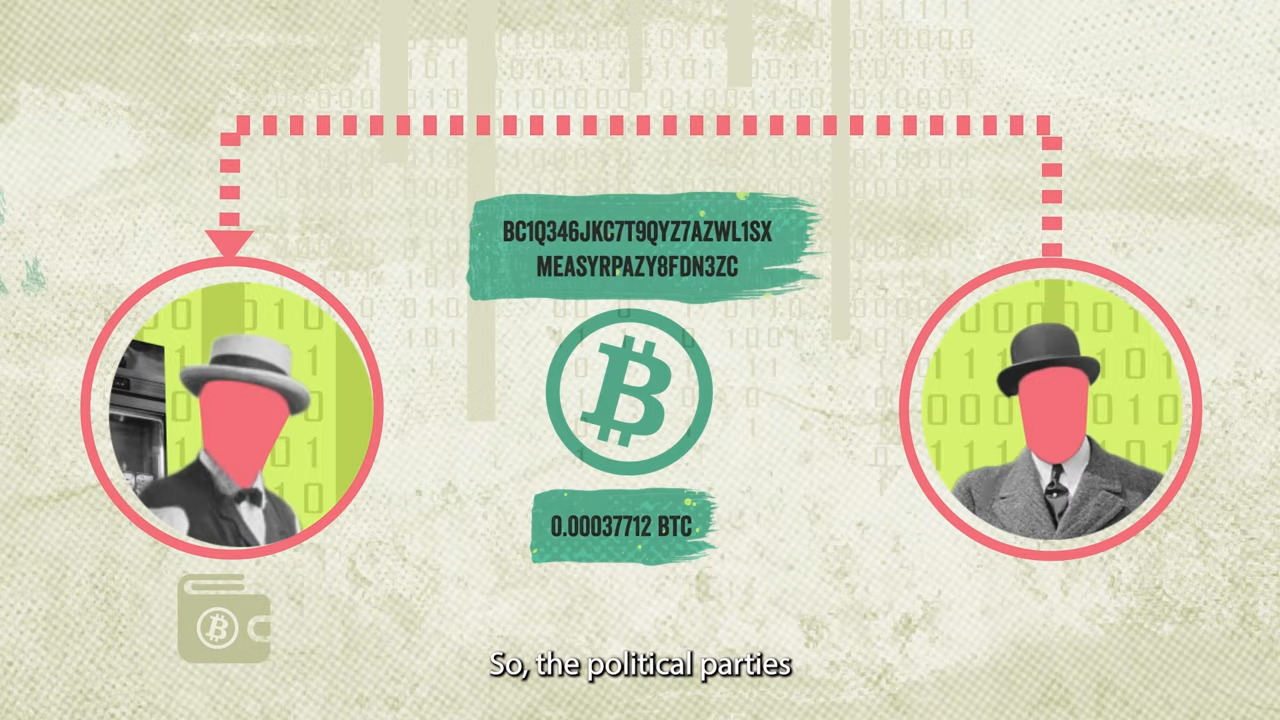 BC1Q346JKC7T9QYZ7AZWL1SX
MEASYRPAZY8FDN3ZC
0.00037712 BTC
So, the political parties